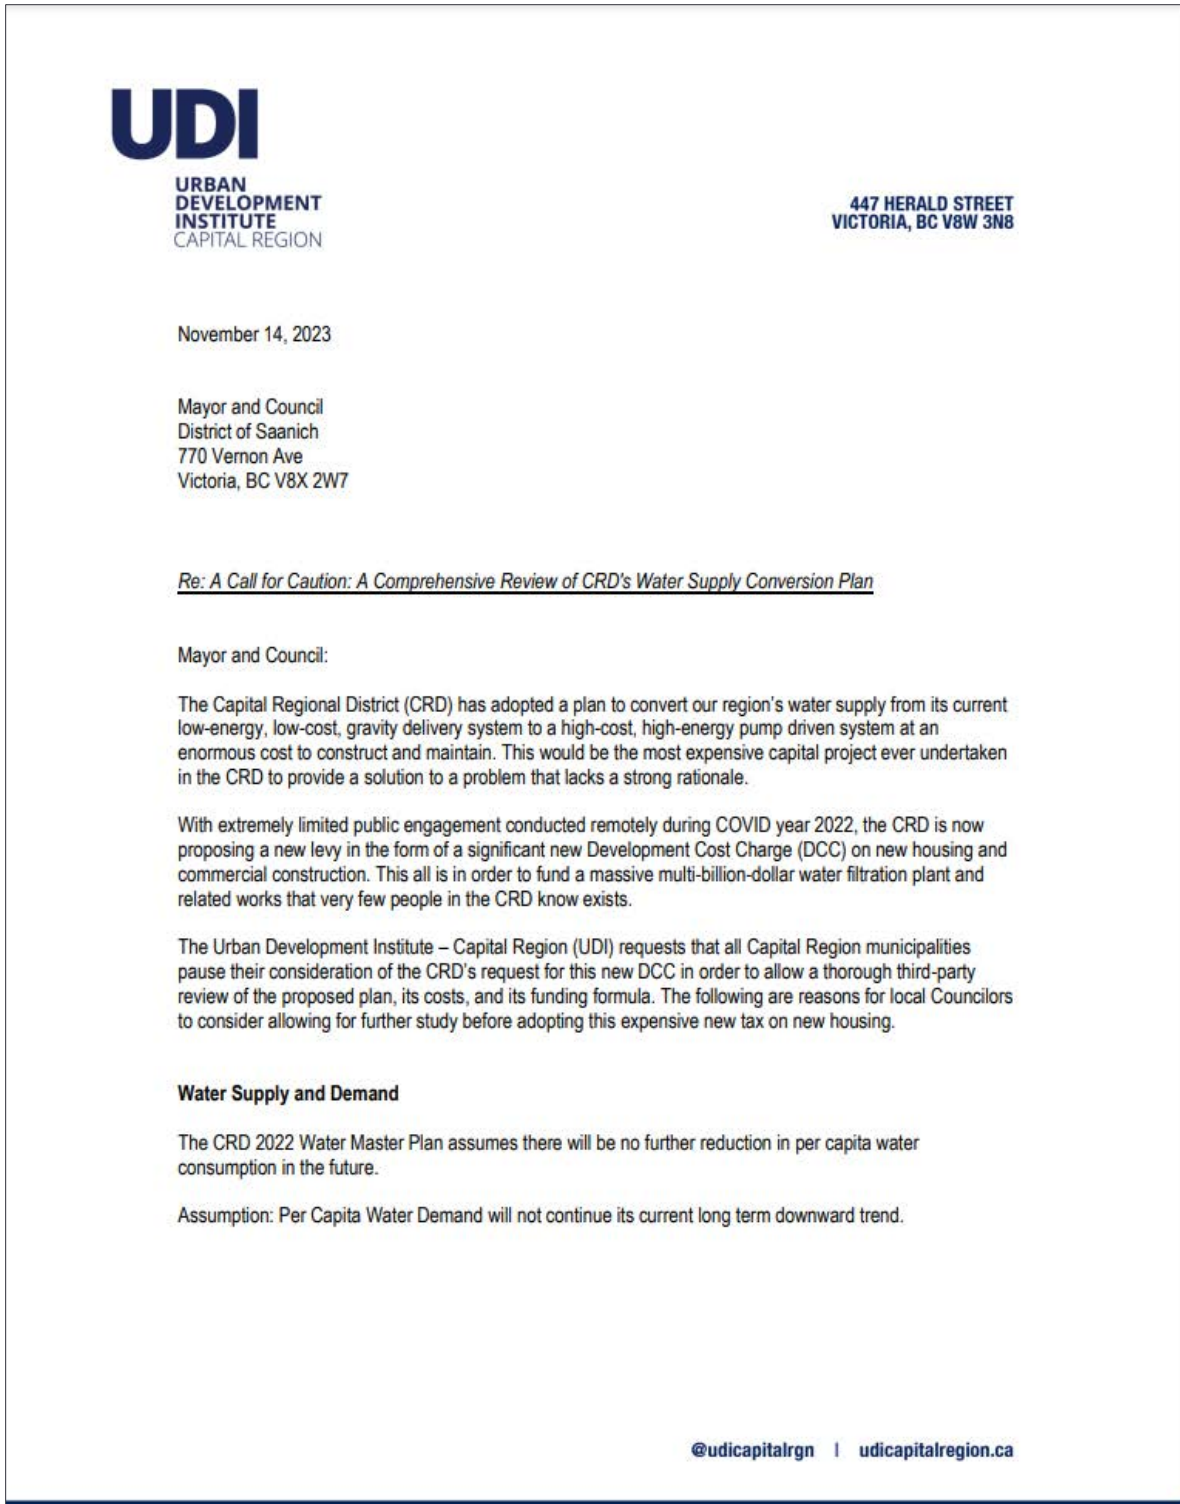 UDI
URBAN
DEVELOPMENT
INSTITUTE
CAPITAL REGION
447 HERALD STREET
VICTORIA, BC V8W 3N8
November 14, 2023
Mayor and Council
District of Saanich
770 Vernon Ave
Victoria, BC V8X 2W7
Re: A Call for Caution: A Comprehensive Review of CRD's Water Supply Conversion Plan
Mayor and Council:
The Capital Regional District (CRD) has adopted a plan to convert our region's water supply from its current
low-energy, low-cost, gravity delivery system to a high-cost, high-energy pump driven system at an
enormous cost to construct and maintain. This would be the most expensive capital project ever undertaken
in the CRD to provide a solution to a problem that lacks a strong rationale.
With extremely limited public engagement conducted remotely during COVID year 2022, the CRD is now
proposing a new levy in the form of a significant new Development Cost Charge (DCC) on new housing and
commercial construction. This all is in order to fund a massive multi-billion-dollar water filtration plant and
related works that very few people in the CRD know exists.
The Urban Development Institute – Capital Region (UDI) requests that all Capital Region municipalities
pause their consideration of the CRD's request for this new DCC in order to allow a thorough third-party
review of the proposed plan, its costs, and its funding formula. The following are reasons for local Councilors
to consider allowing for further study before adopting this expensive new tax on new housing.
Water Supply and Demand
The CRD 2022 Water Master Plan assumes there will be no further reduction in per capita water
consumption in the future.
Assumption: Per Capita Water Demand will not continue its current long term downward trend.
@udicapitalrgn | udicapitalregion.ca